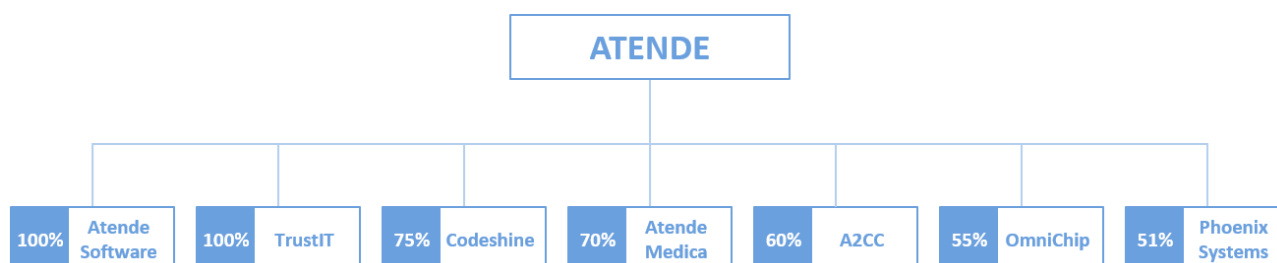 ATENDE
100%
Atende
Software
100%
TrustIT
75%
Codeshine
70%
Atende
Medica
60%
A2CC
55%
OmniChip
51%
Phoenix
Systems